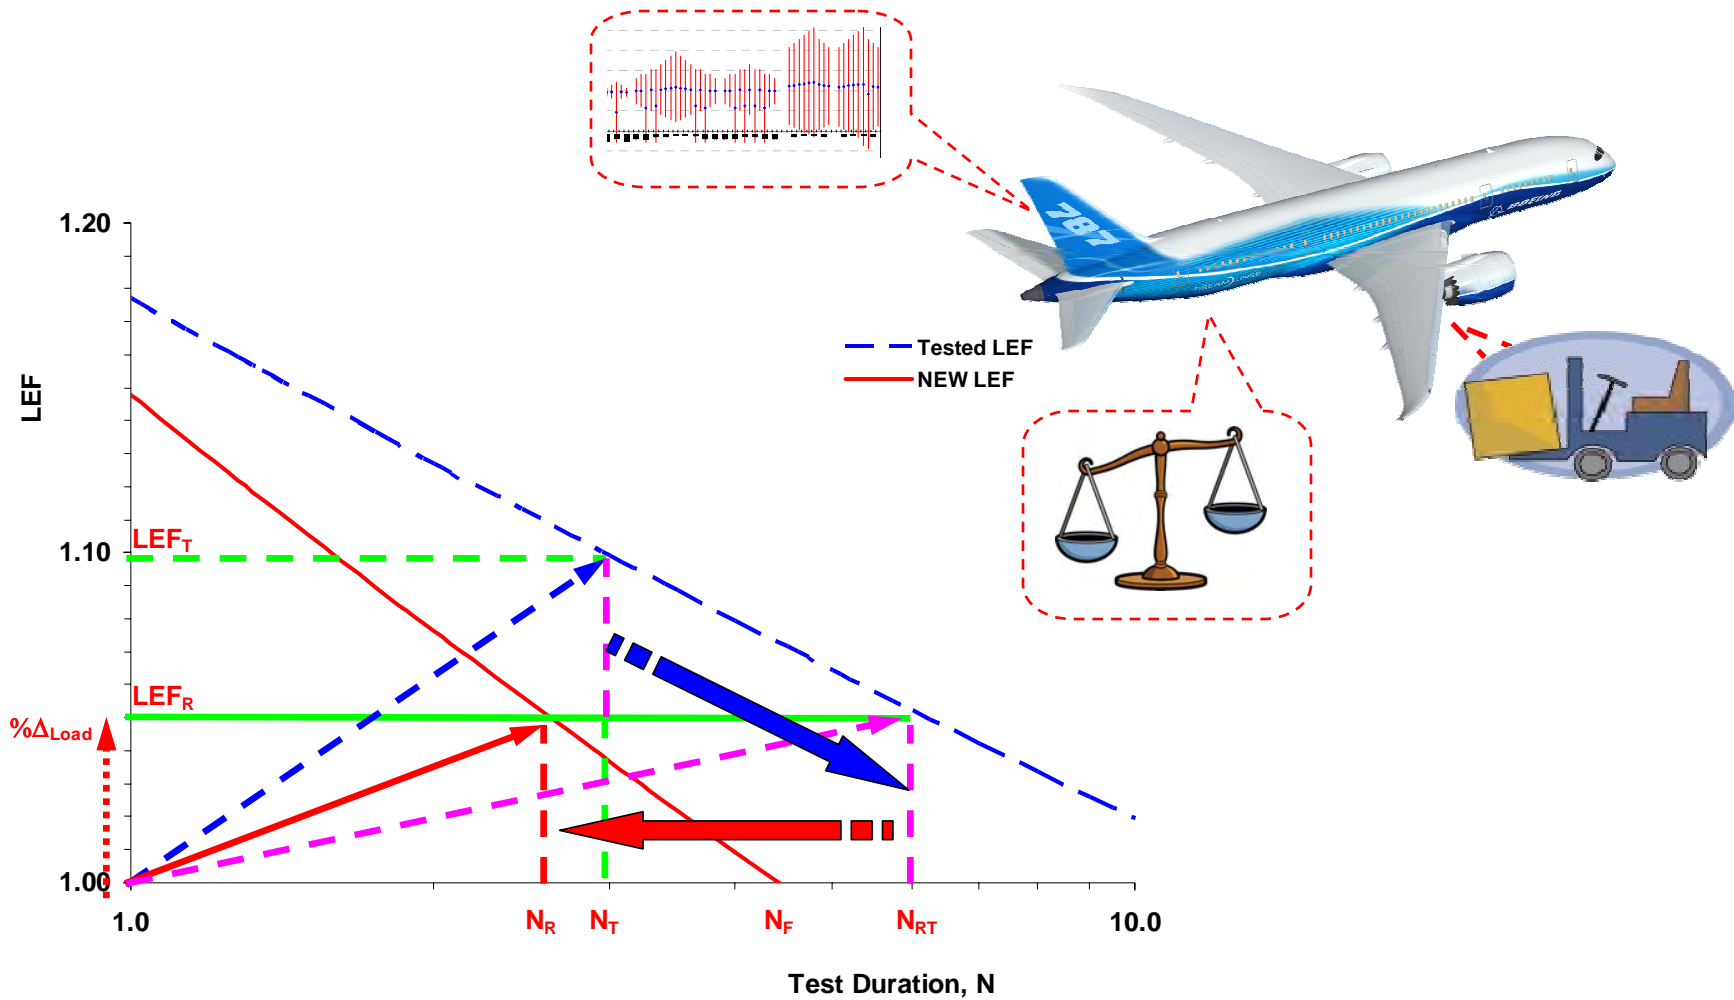 787
BOEING
1.20
Tested LEF
NEW LEF
LEF
1.10
LEF_T
LEF_R
%Δ_Load
1.00
1.0
N_R
N_T
N_F
N_RT
10.0
Test Duration, N